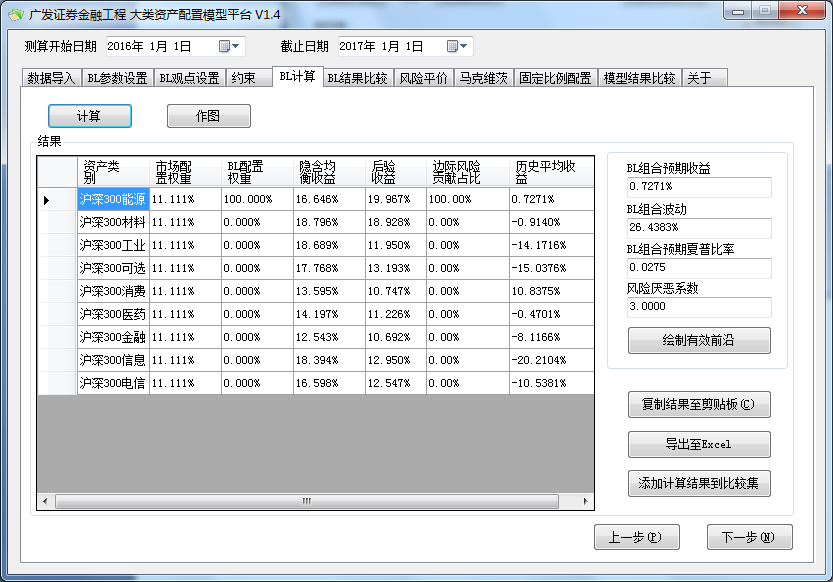 广发证券金融工程 大类资产配置模型平台 V1.4
测算开始日期 2016年 1月 1日 截止日期 2017年 1月 1日
数据导入 BL参数设置 BL观点设置 约束 BL计算 BL结果比较 风险平价 马克维茨 固定比例配置 模型结果比较 关于
计算 作图
结果
资产类别 市场配置权重 BL配置权重 隐含均衡收益 后验收益 边际风险贡献占比 历史平均收益
沪深300能源 11.111% 100.000% 16.646% 19.967% 100.00% 0.7271%
沪深300材料 11.111% 0.000% 18.796% 18.928% 0.00% -0.9140%
沪深300工业 11.111% 0.000% 18.689% 11.950% 0.00% -14.1716%
沪深300可选 11.111% 0.000% 17.768% 13.193% 0.00% -15.0376%
沪深300消费 11.111% 0.000% 13.595% 10.747% 0.00% 10.8375%
沪深300医药 11.111% 0.000% 14.197% 11.226% 0.00% -0.4701%
沪深300金融 11.111% 0.000% 12.543% 10.692% 0.00% -8.1166%
沪深300信息 11.111% 0.000% 18.394% 12.950% 0.00% -20.2104%
沪深300电信 11.111% 0.000% 16.598% 12.547% 0.00% -10.5381%
BL组合预期收益
0.7271%
BL组合波动
26.4383%
BL组合预期夏普比率
0.0275
风险厌恶系数
3.0000
绘制有效前沿
复制结果至剪贴板(C)
导出至Excel
添加计算结果到比较集
上一步(P) 下一步(N)